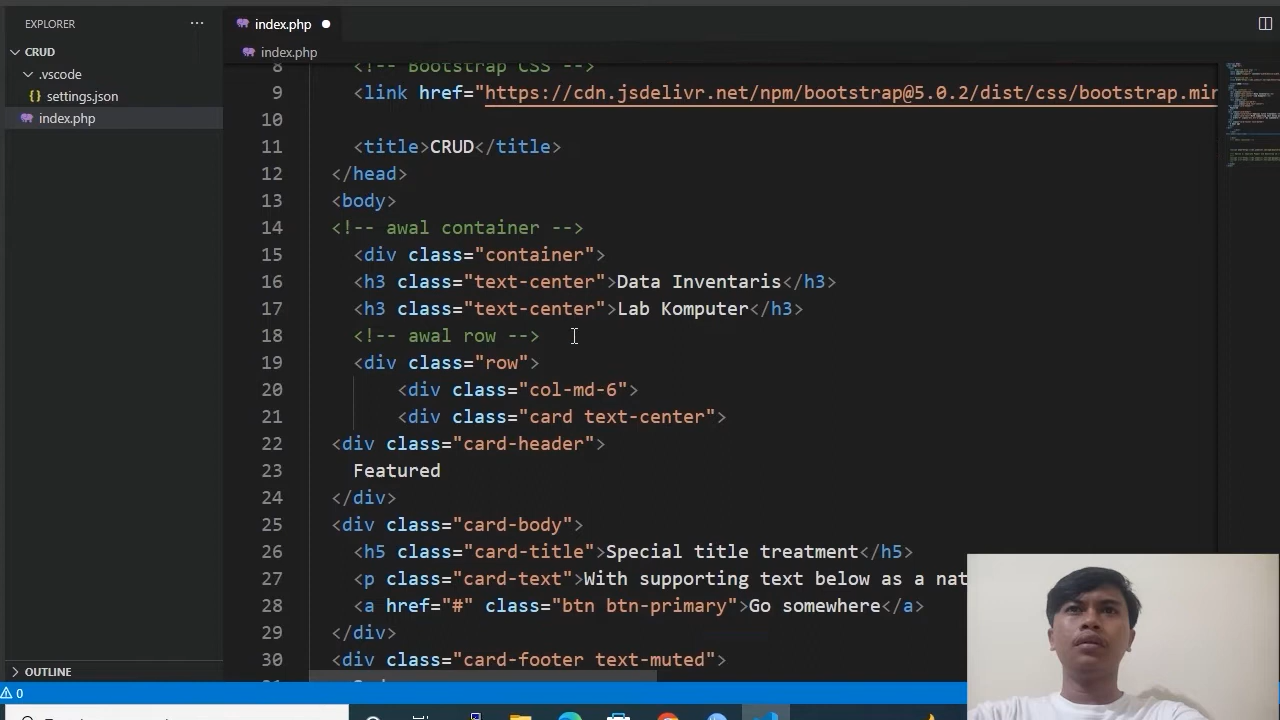 EXPLORER
···
index.php
CRUD
index.php
.vscode
settings.json
index.php
8 <!-- Bootstrap CSS -->
9 <link href="https://cdn.jsdelivr.net/npm/bootstrap@5.0.2/dist/css/bootstrap.min
10
11 <title>CRUD</title>
12 </head>
13 <body>
14 <!-- awal container -->
15 <div class="container">
16 <h3 class="text-center">Data Inventaris</h3>
17 <h3 class="text-center">Lab Komputer</h3>
18 <!-- awal row -->
19 <div class="row">
20 <div class="col-md-6">
21 <div class="card text-center">
22 <div class="card-header">
23 Featured
24 </div>
25 <div class="card-body">
26 <h5 class="card-title">Special title treatment</h5>
27 <p class="card-text">With supporting text below as a nat
28 <a href="#" class="btn btn-primary">Go somewhere</a>
29 </div>
30 <div class="card-footer text-muted">
OUTLINE
0